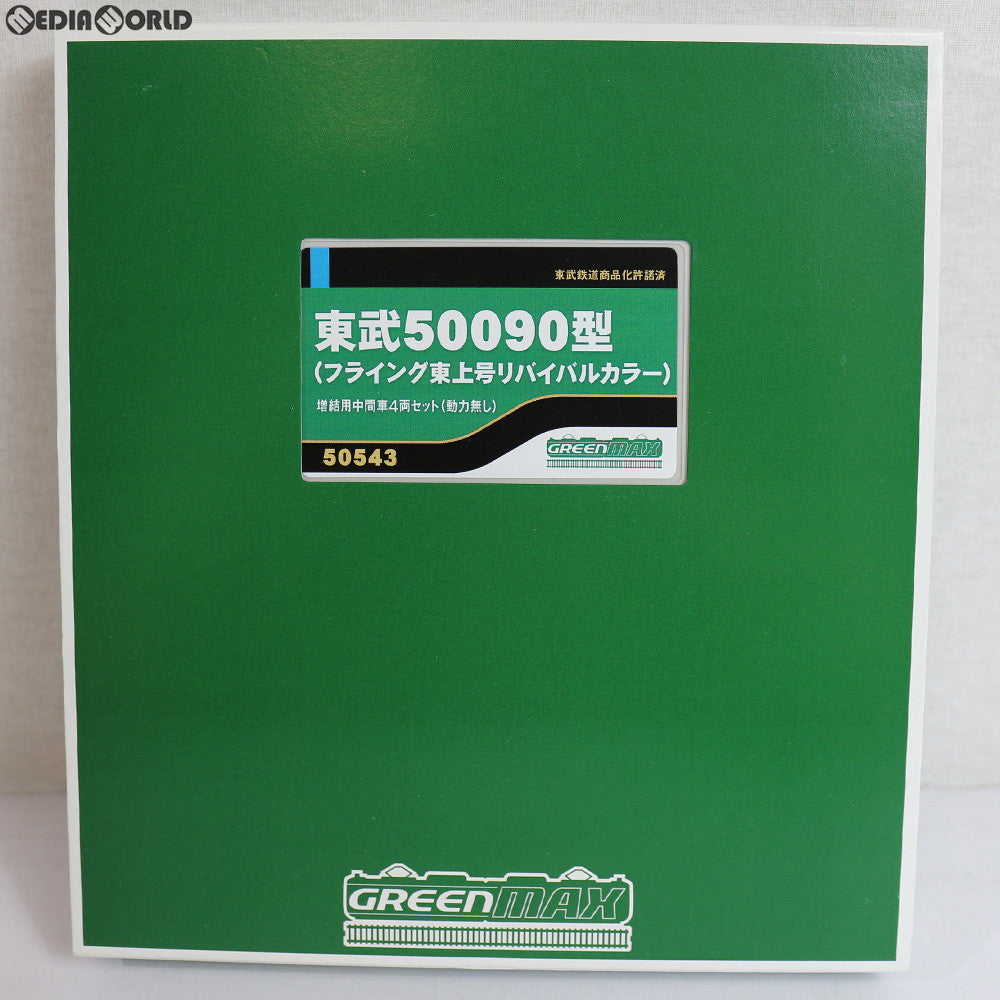 MEDIAWORLD
東武鉄道商品化許諾済
東武50090型
(フライング東上号リバイバルカラー)
増結用中間車4両セット(動力無し)
50543
GREENMAX
GREENMAX